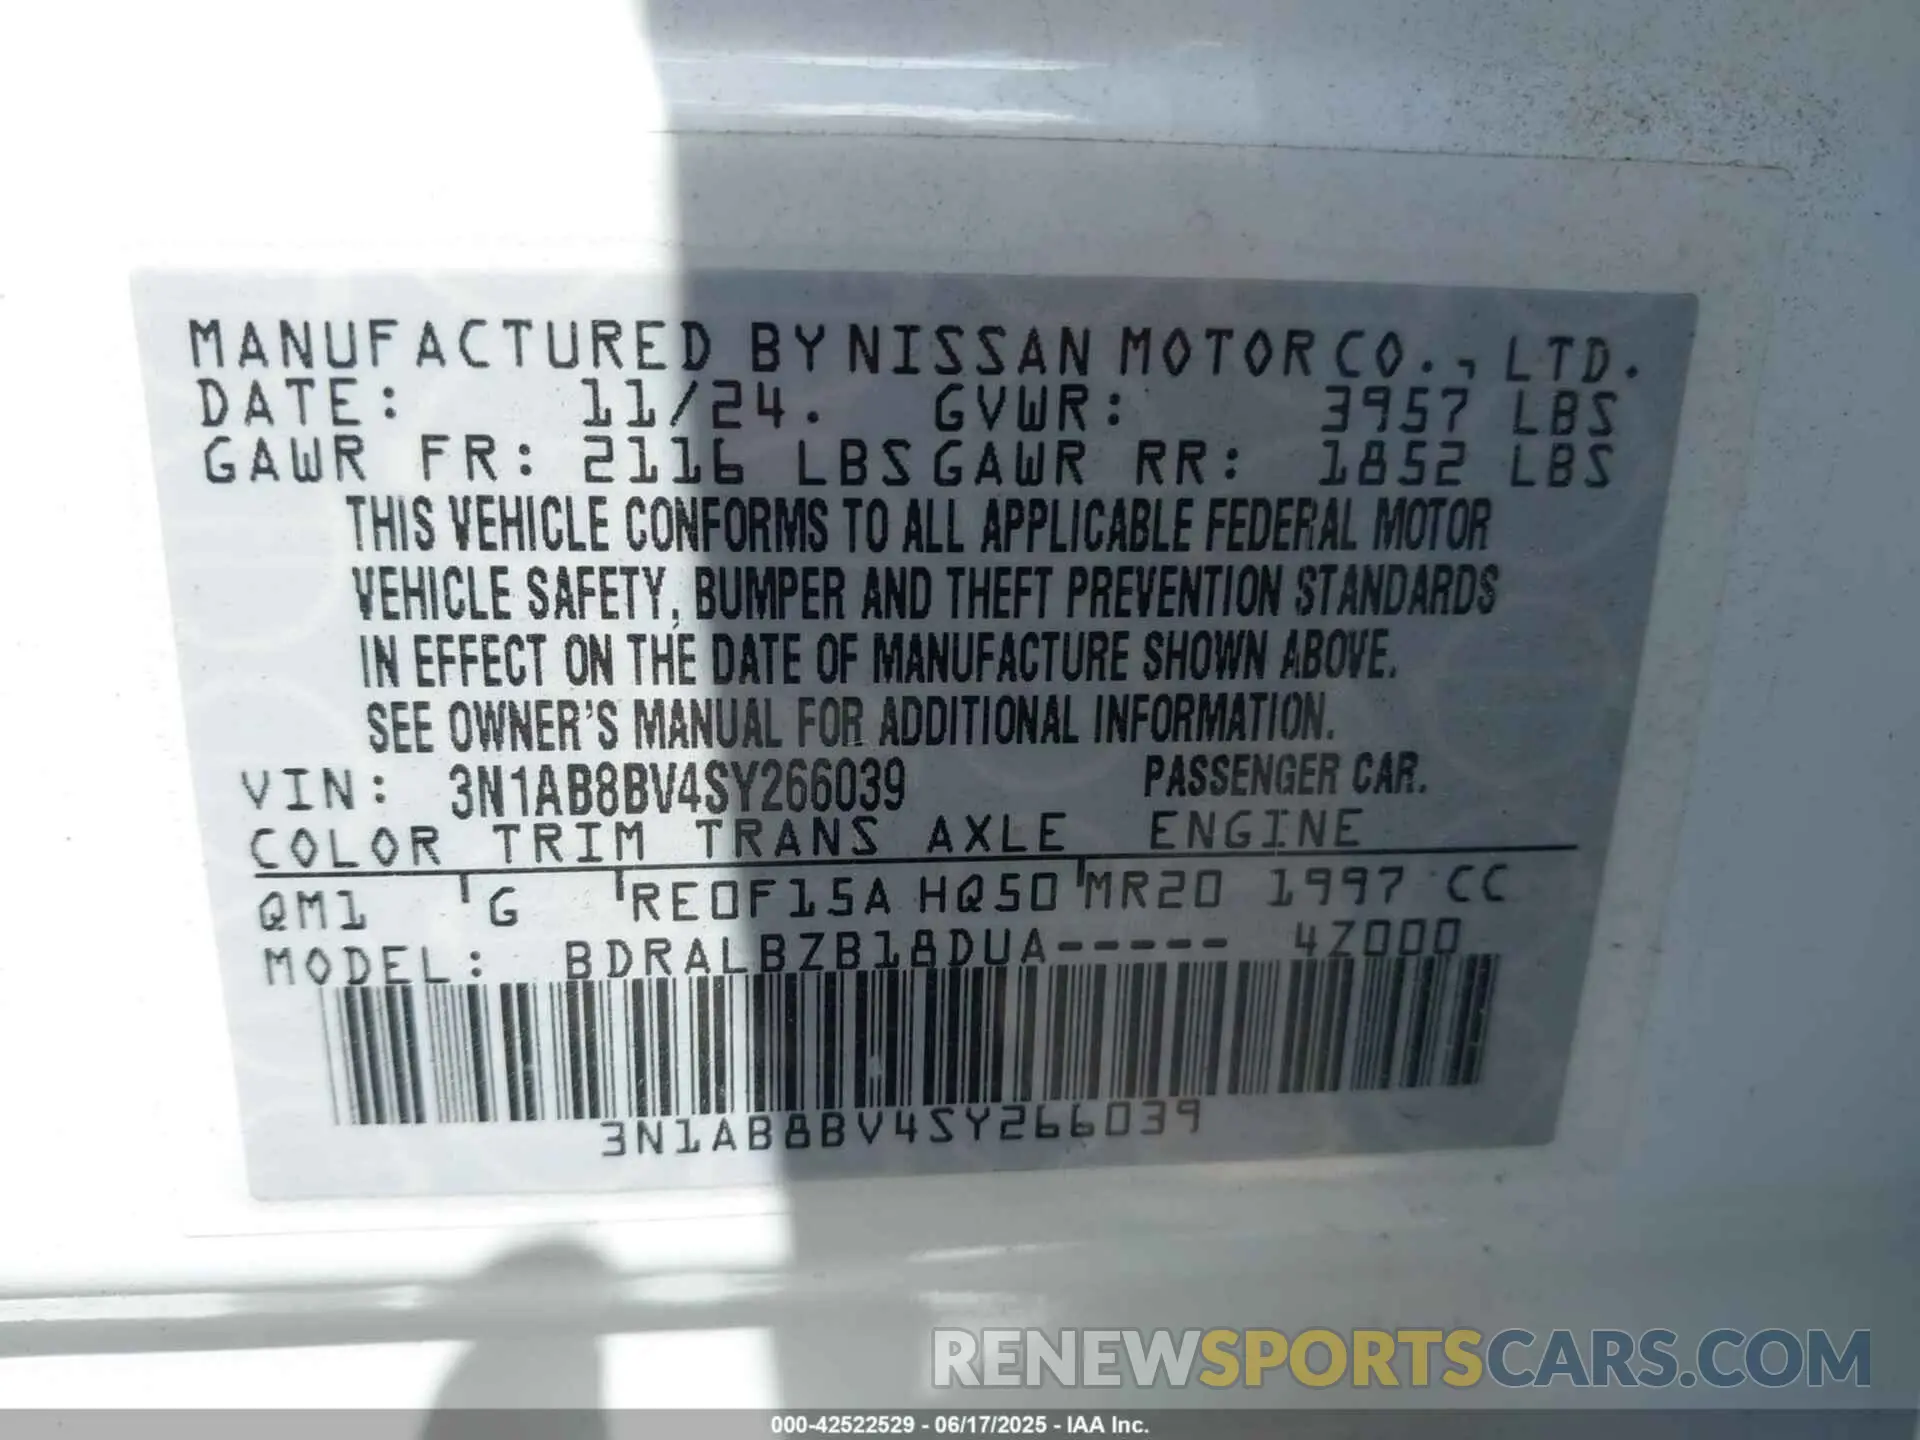 MANUFACTURED BY NISSAN MOTOR CO., LTD.
DATE: 11/24. GVWR: 3957 LBS
GAWR FR: 2116 LBS GAWR RR: 1852 LBS
THIS VEHICLE CONFORMS TO ALL APPLICABLE FEDERAL MOTOR
VEHICLE SAFETY, BUMPER AND THEFT PREVENTION STANDARDS
IN EFFECT ON THE DATE OF MANUFACTURE SHOWN ABOVE.
SEE OWNER'S MANUAL FOR ADDITIONAL INFORMATION.
VIN: 3N1AB8BV4SY266039 PASSENGER CAR.
COLOR TRIM TRANS AXLE ENGINE
QM1 G RE0F15A HQ50 MR20 1997 CC
MODEL: BDRALBZB18DUA----- 4Z000
3N1AB8BV4SY266039
RENEWSPORTSCARS.COM
000-42522529 - 06/17/2025 - IAA Inc.